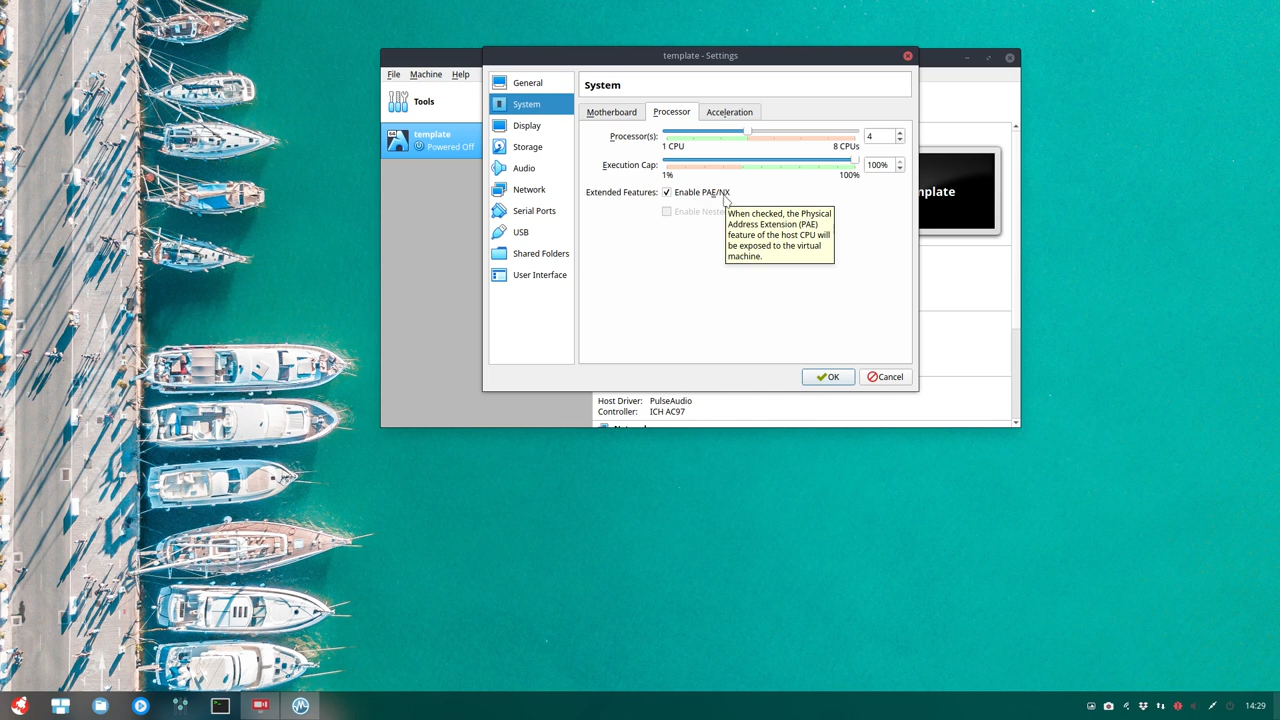 template - Settings
File Machine Help
Tools
template
Powered Off
General
System
Display
Storage
Audio
Network
Serial Ports
USB
Shared Folders
User Interface
System
Motherboard
Processor
Acceleration
Processor(s):
4
1 CPU
8 CPUs
Execution Cap:
100%
1%
100%
Extended Features:
Enable PAE/NX
Enable Neste
When checked, the Physical
Address Extension (PAE)
feature of the host CPU will
be exposed to the virtual
machine.
OK
Cancel
mplate
Host Driver: PulseAudio
Controller: ICH AC97
14:29